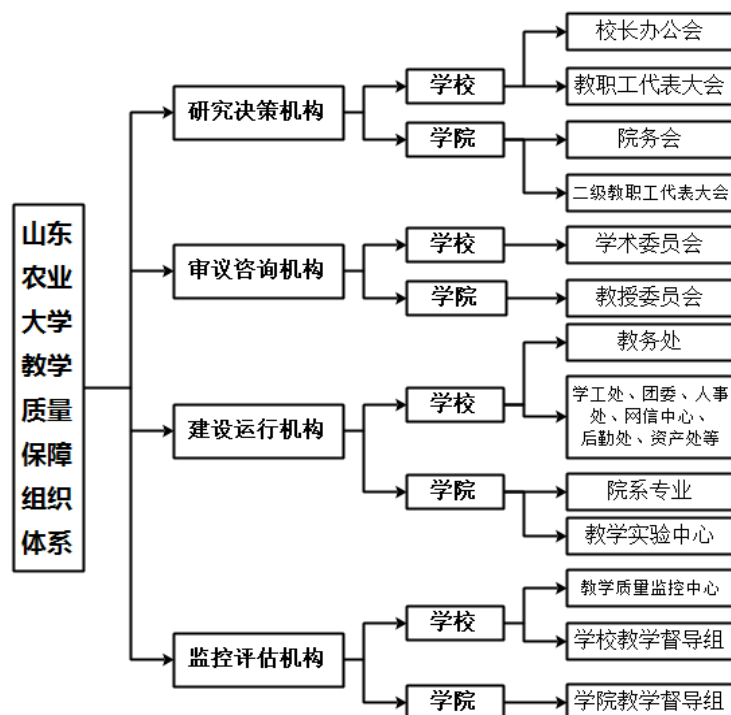 山东
农业
大学
教学
质量
保障
组织
体系
研究决策机构
学校
校长办公会
教职工代表大会
学院
院务会
二级教职工代表大会
审议咨询机构
学校
学术委员会
学院
教授委员会
建设运行机构
学校
教务处
学工处、团委、人事
处、网信中心、
后勤处、资产处等
学院
院系专业
教学实验中心
监控评估机构
学校
教学质量监控中心
学校教学督导组
学院
学院教学督导组